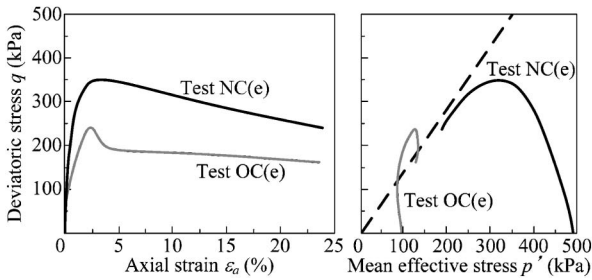 Deviatoric stress q (kPa)
500
400
300
200
100
0
5
10
15
20
25
Axial strain εa (%)
Test NC(e)
Test OC(e)
0
100
200
300
400
500
(kPa)
Mean effective stress p´
Test NC(e)
Test OC(e)